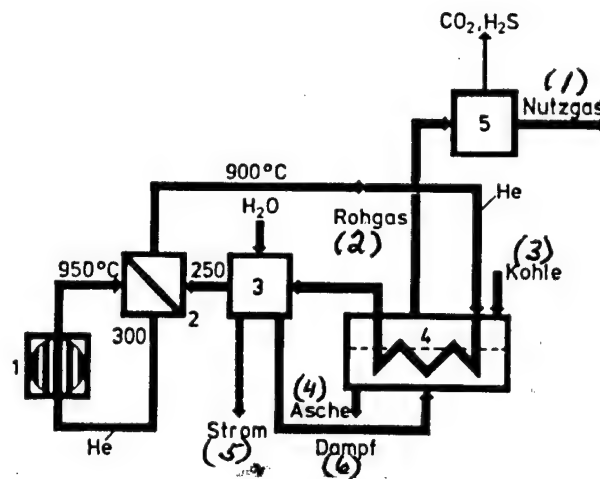 CO₂,H₂S
(1)
Nutzgas
5
900°C
H₂O
Rohgas
(2)
He
(3)
Kohle
950°C
250
3
4
300
2
1
(4)
Asche
He
Strom
(5)
Dampf
(6)